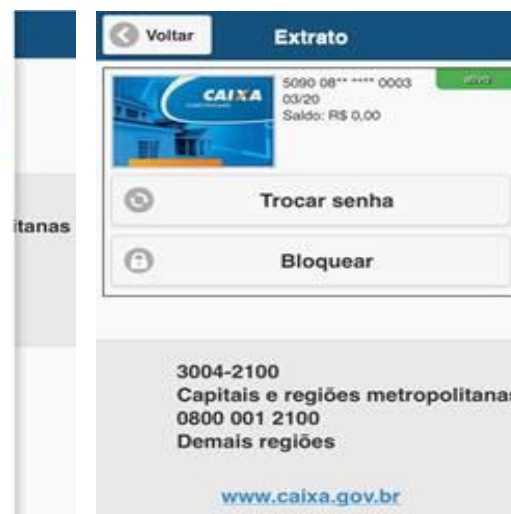 itanas
Voltar
Extrato
CAIXA
5090 08** **** 0003
ativo
03/20
Saldo: R$ 0,00
Trocar senha
Bloquear
3004-2100
Capitais e regiões metropolitanas
0800 001 2100
Demais regiões
www.caixa.gov.br